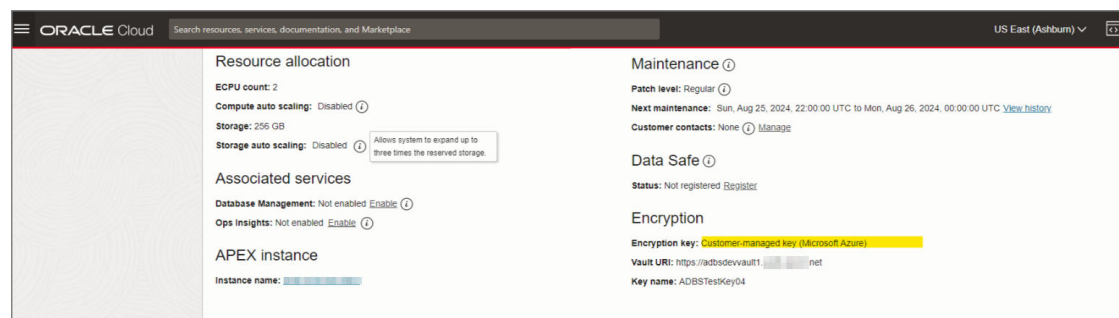 ORACLE Cloud
Search resources, services, documentation, and Marketplace
US East (Ashburn)
Resource allocation
ECPU count: 2
Compute auto scaling: Disabled
Storage: 256 GB
Storage auto scaling: Disabled
Allows system to expand up to
three times the reserved storage.
Associated services
Database Management: Not enabled Enable
Ops Insights: Not enabled Enable
APEX instance
Instance name:
Maintenance
Patch level: Regular
Next maintenance: Sun, Aug 25, 2024, 22:00:00 UTC to Mon, Aug 26, 2024, 00:00:00 UTC View history
Customer contacts: None Manage
Data Safe
Status: Not registered Register
Encryption
Encryption key: Customer-managed key (Microsoft Azure)
Vault URI: https://adbsdevvault1. net
Key name: ADBSTestKey04